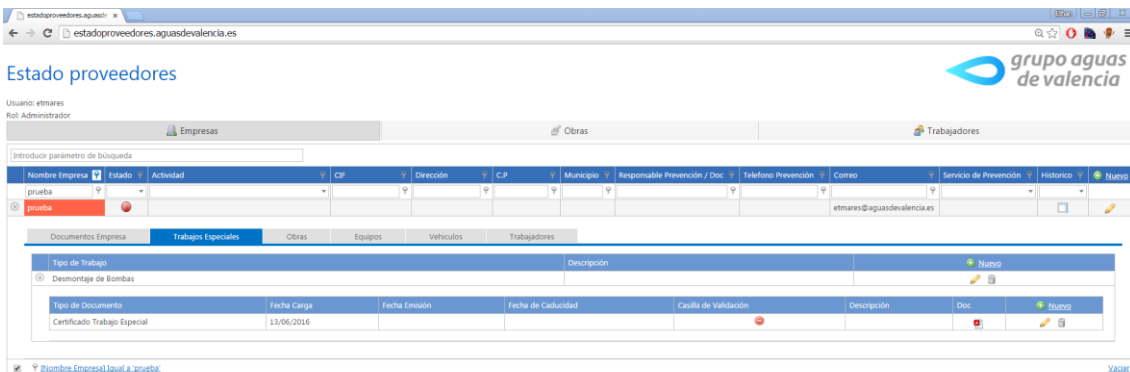 estadoproveedores.aguasd
Ethan
estadoproveedores.aguasdevalencia.es
Estado proveedores
grupo aguas
de valencia
Usuario: etmares
Rol: Administrador
Empresas Obras Trabajadores
Introducir parámetro de búsqueda
Nombre Empresa Estado Actividad CIF Dirección C.P Municipio Responsable Prevención / Doc Telefono Prevención Correo Servicio de Prevención Historico Nuevo
prueba
prueba etmares@aguasdevalencia.es
Documentos Empresa Trabajos Especiales Obras Equipos Vehiculos Trabajadores
Tipo de Trabajo Descripción Nuevo
Desmontaje de Bombas
Tipo de Documento Fecha Carga Fecha Emisión Fecha de Caducidad Casilla de Validación Descripción Doc Nuevo
Certificado Trabajo Especial 13/06/2016
[Nombre Empresa] Igual a 'prueba' Vaciar